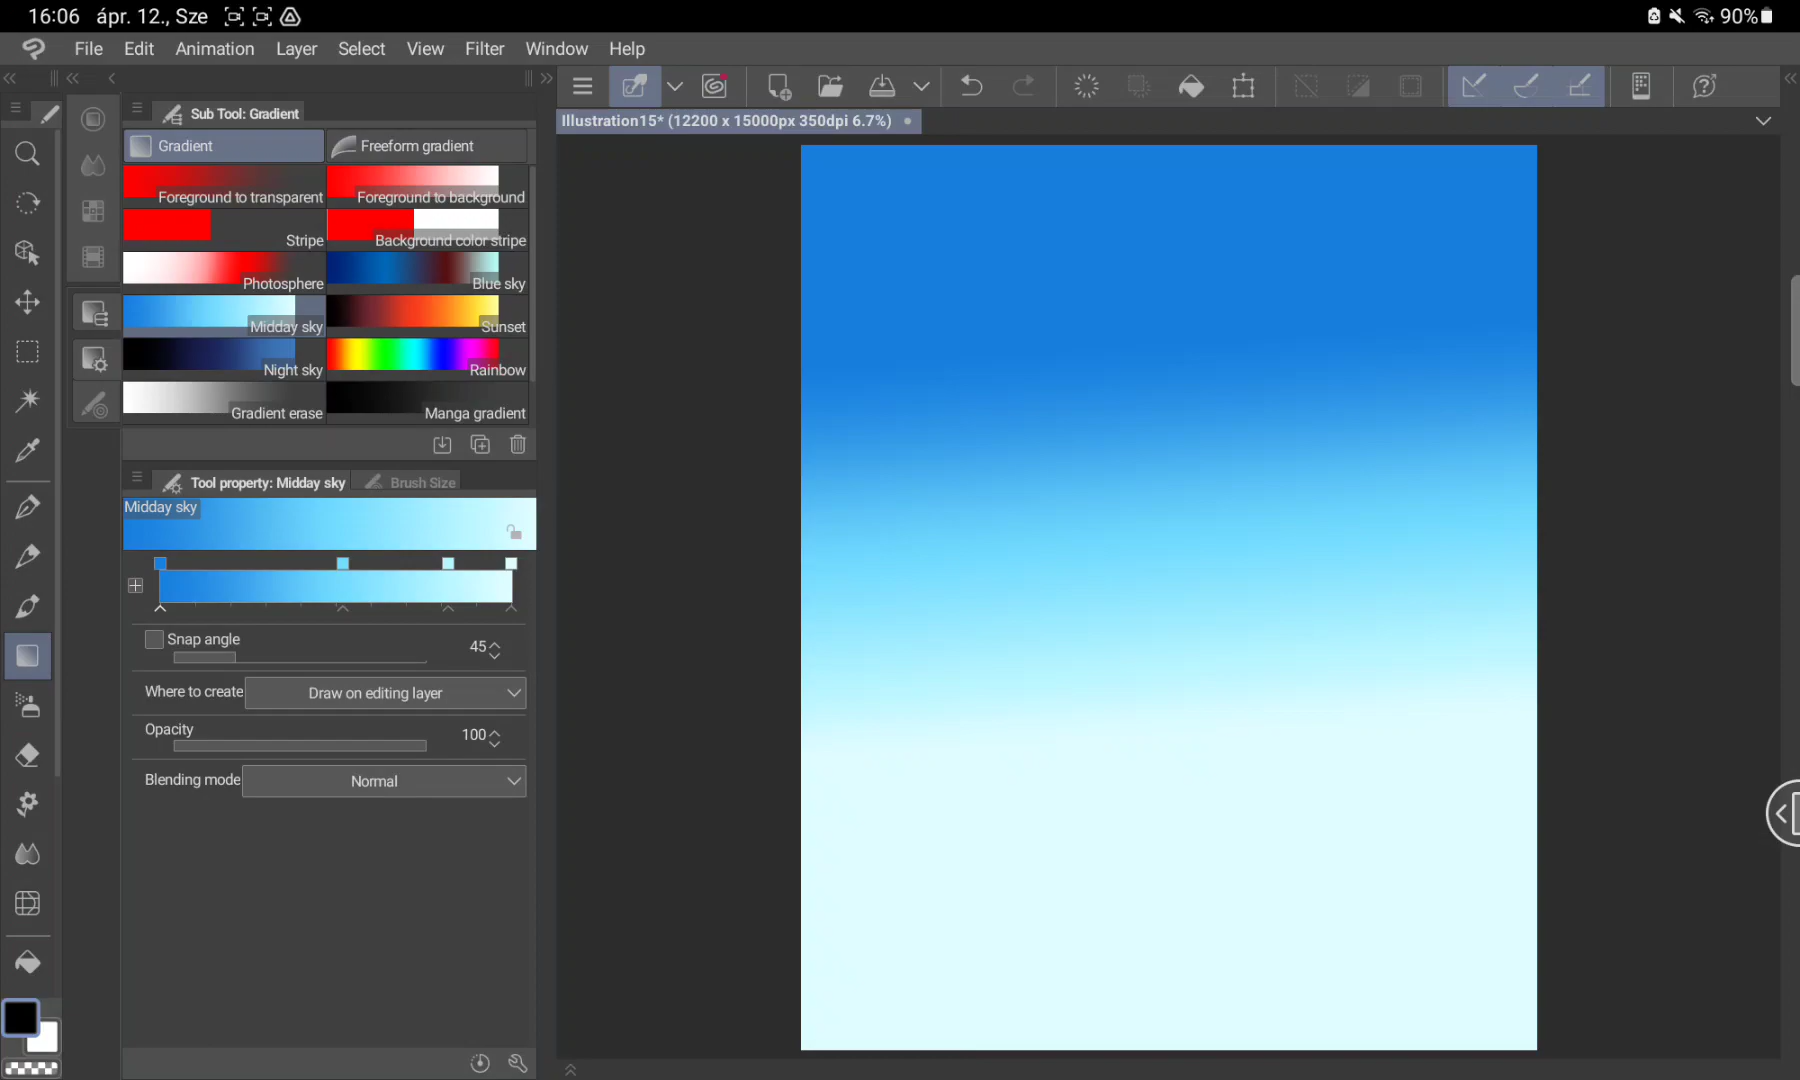 16:06 ápr. 12., Sze
90%
File Edit Animation Layer Select View Filter Window Help
Sub Tool: Gradient
Illustration15* (12200 x 15000px 350dpi 6.7%)
Gradient Freeform gradient
Foreground to transparent Foreground to background
Stripe Background color stripe
Photosphere Blue sky
Midday sky Sunset
Night sky Rainbow
Gradient erase Manga gradient
Tool property: Midday sky Brush Size
Midday sky
Snap angle 45
Where to create Draw on editing layer
Opacity 100
Blending mode Normal